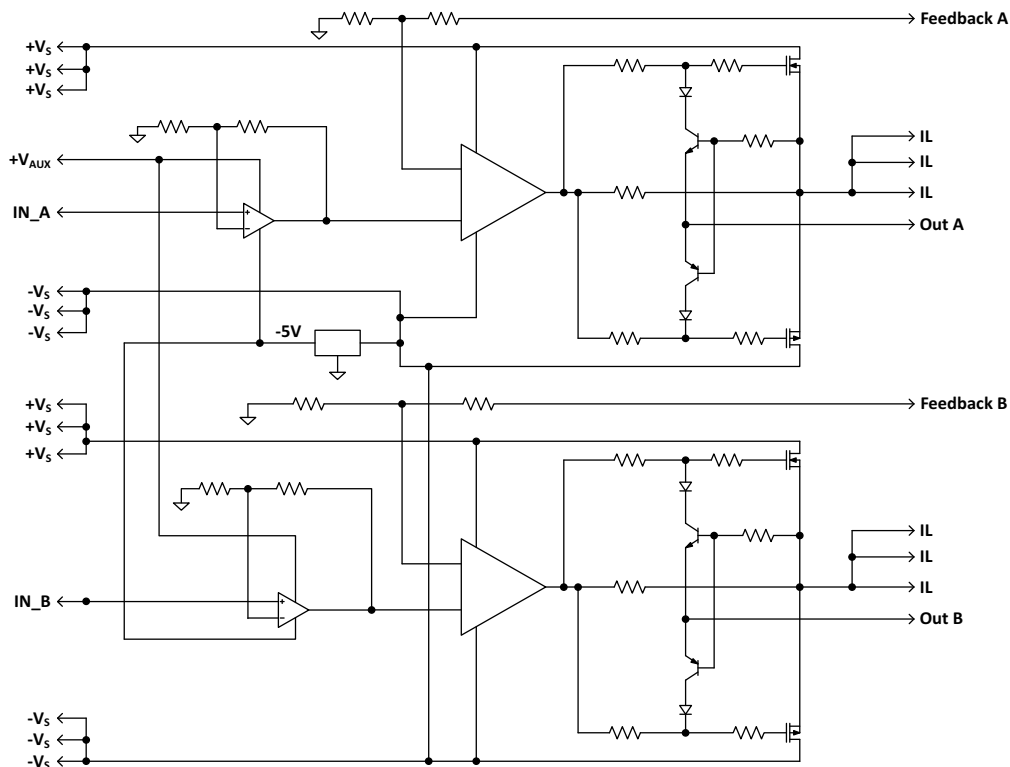 Feedback A
+VS
+VS
+VS
IL
+VAUX
IL
IL
IN_A
Out A
-VS
-VS
-VS
-5V
+VS
Feedback B
+VS
+VS
IL
IL
IL
IN_B
Out B
-VS
-VS
-VS
+
−
+
−